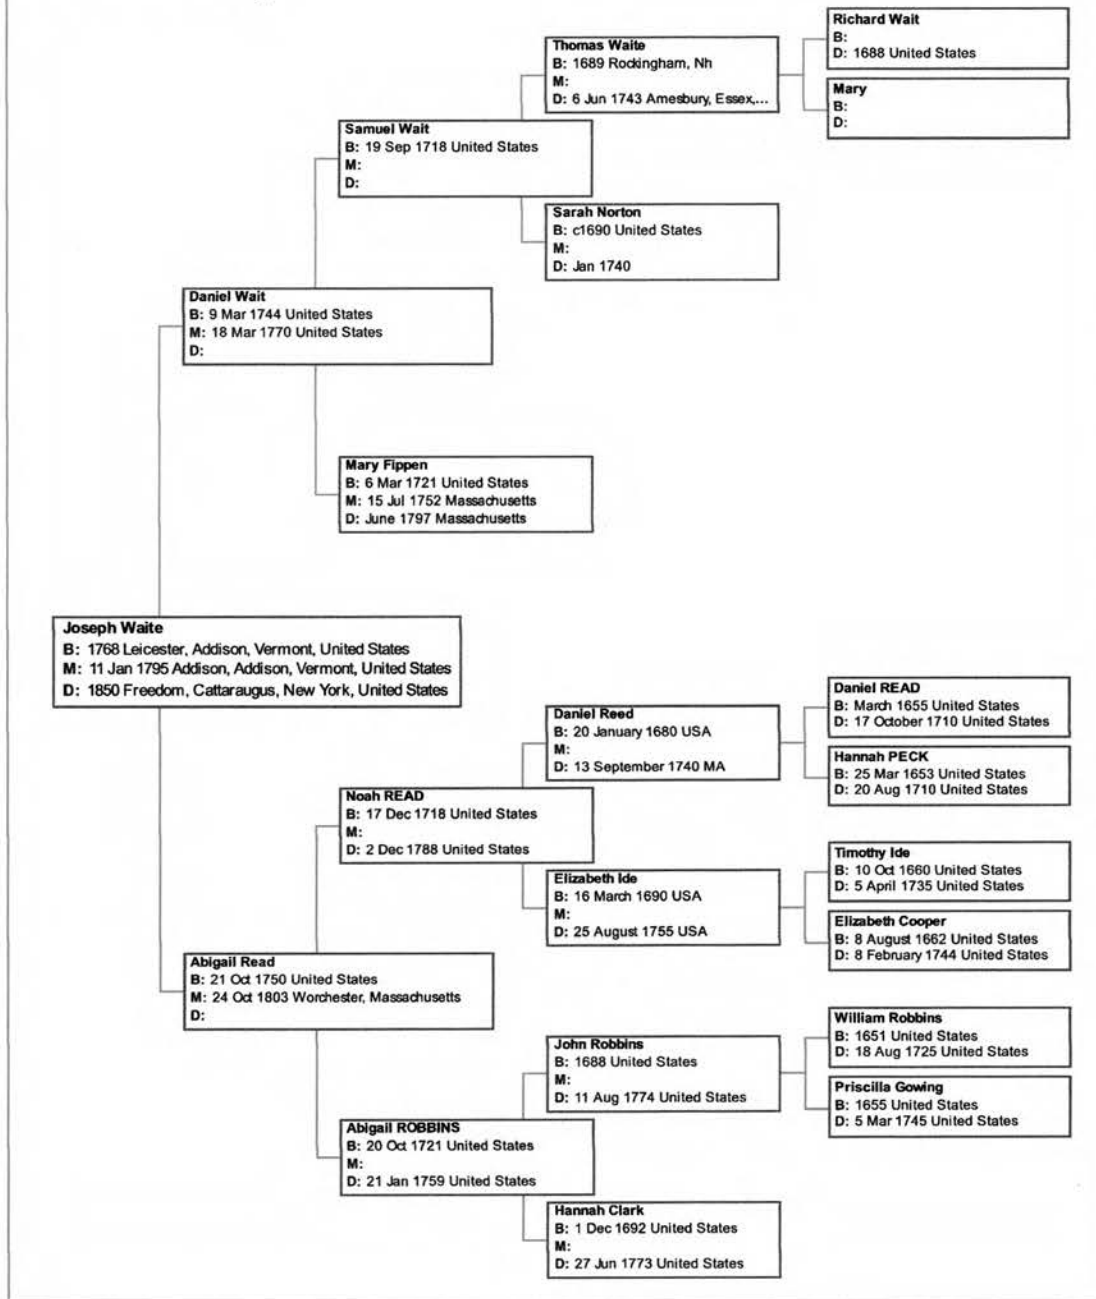 Richard Wait
B:
D: 1688 United States
Thomas Waite
B: 1689 Rockingham, Nh
M:
D: 6 Jun 1743 Amesbury, Essex,...
Mary
B:
D:
Samuel Wait
B: 19 Sep 1718 United States
M:
D:
Sarah Norton
B: c1690 United States
M:
D: Jan 1740
Daniel Wait
B: 9 Mar 1744 United States
M: 18 Mar 1770 United States
D:
Mary Fippen
B: 6 Mar 1721 United States
M: 15 Jul 1752 Massachusetts
D: June 1797 Massachusetts
Joseph Waite
B: 1768 Leicester, Addison, Vermont, United States
M: 11 Jan 1795 Addison, Addison, Vermont, United States
D: 1850 Freedom, Cattaraugus, New York, United States
Daniel READ
B: March 1655 United States
D: 17 October 1710 United States
Daniel Reed
B: 20 January 1680 USA
M:
D: 13 September 1740 MA
Hannah PECK
B: 25 Mar 1653 United States
D: 20 Aug 1710 United States
Noah READ
B: 17 Dec 1718 United States
M:
D: 2 Dec 1788 United States
Timothy Ide
B: 10 Oct 1660 United States
D: 5 April 1735 United States
Elizabeth Ide
B: 16 March 1690 USA
M:
D: 25 August 1755 USA
Elizabeth Cooper
B: 8 August 1662 United States
D: 8 February 1744 United States
Abigail Read
B: 21 Oct 1750 United States
M: 24 Oct 1803 Worchester, Massachusetts
D:
William Robbins
B: 1651 United States
D: 18 Aug 1725 United States
John Robbins
B: 1688 United States
M:
D: 11 Aug 1774 United States
Priscilla Gowing
B: 1655 United States
D: 5 Mar 1745 United States
Abigail ROBBINS
B: 20 Oct 1721 United States
M:
D: 21 Jan 1759 United States
Hannah Clark
B: 1 Dec 1692 United States
M:
D: 27 Jun 1773 United States